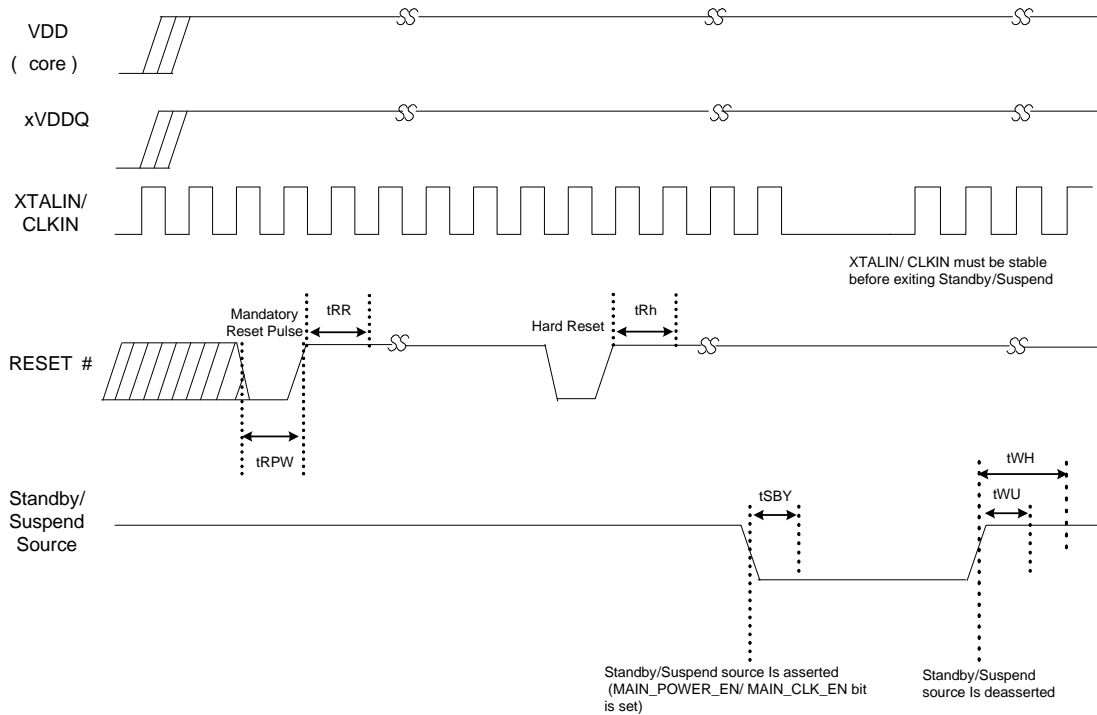 VDD
( core )
xVDDQ
XTALIN/
CLKIN
XTALIN/ CLKIN must be stable
before exiting Standby/Suspend
Mandatory
Reset Pulse
tRR
Hard Reset
tRh
RESET #
tRPW
Standby/
Suspend
Source
tSBY
tWH
tWU
Standby/Suspend source Is asserted
(MAIN_POWER_EN/ MAIN_CLK_EN bit
is set)
Standby/Suspend
source Is deasserted